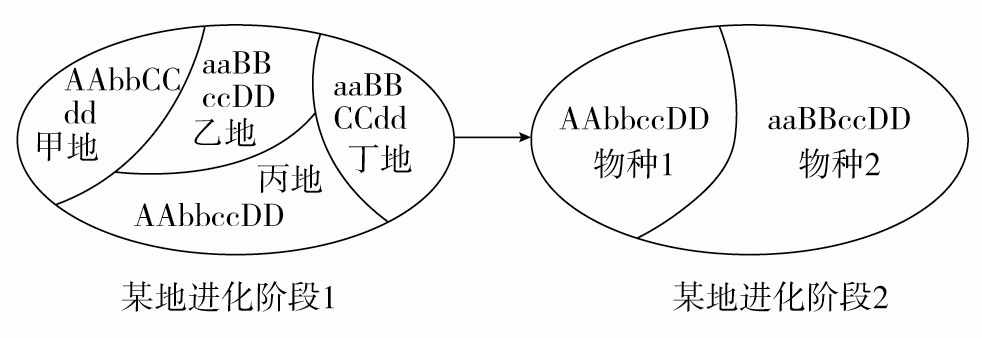 AAbbCC
dd
甲地
aaBB
ccDD
乙地
aaBB
CCdd
丁地
丙地
AAbbccDD
某地进化阶段1
AAbbccDD
物种1
aaBBccDD
物种2
某地进化阶段2